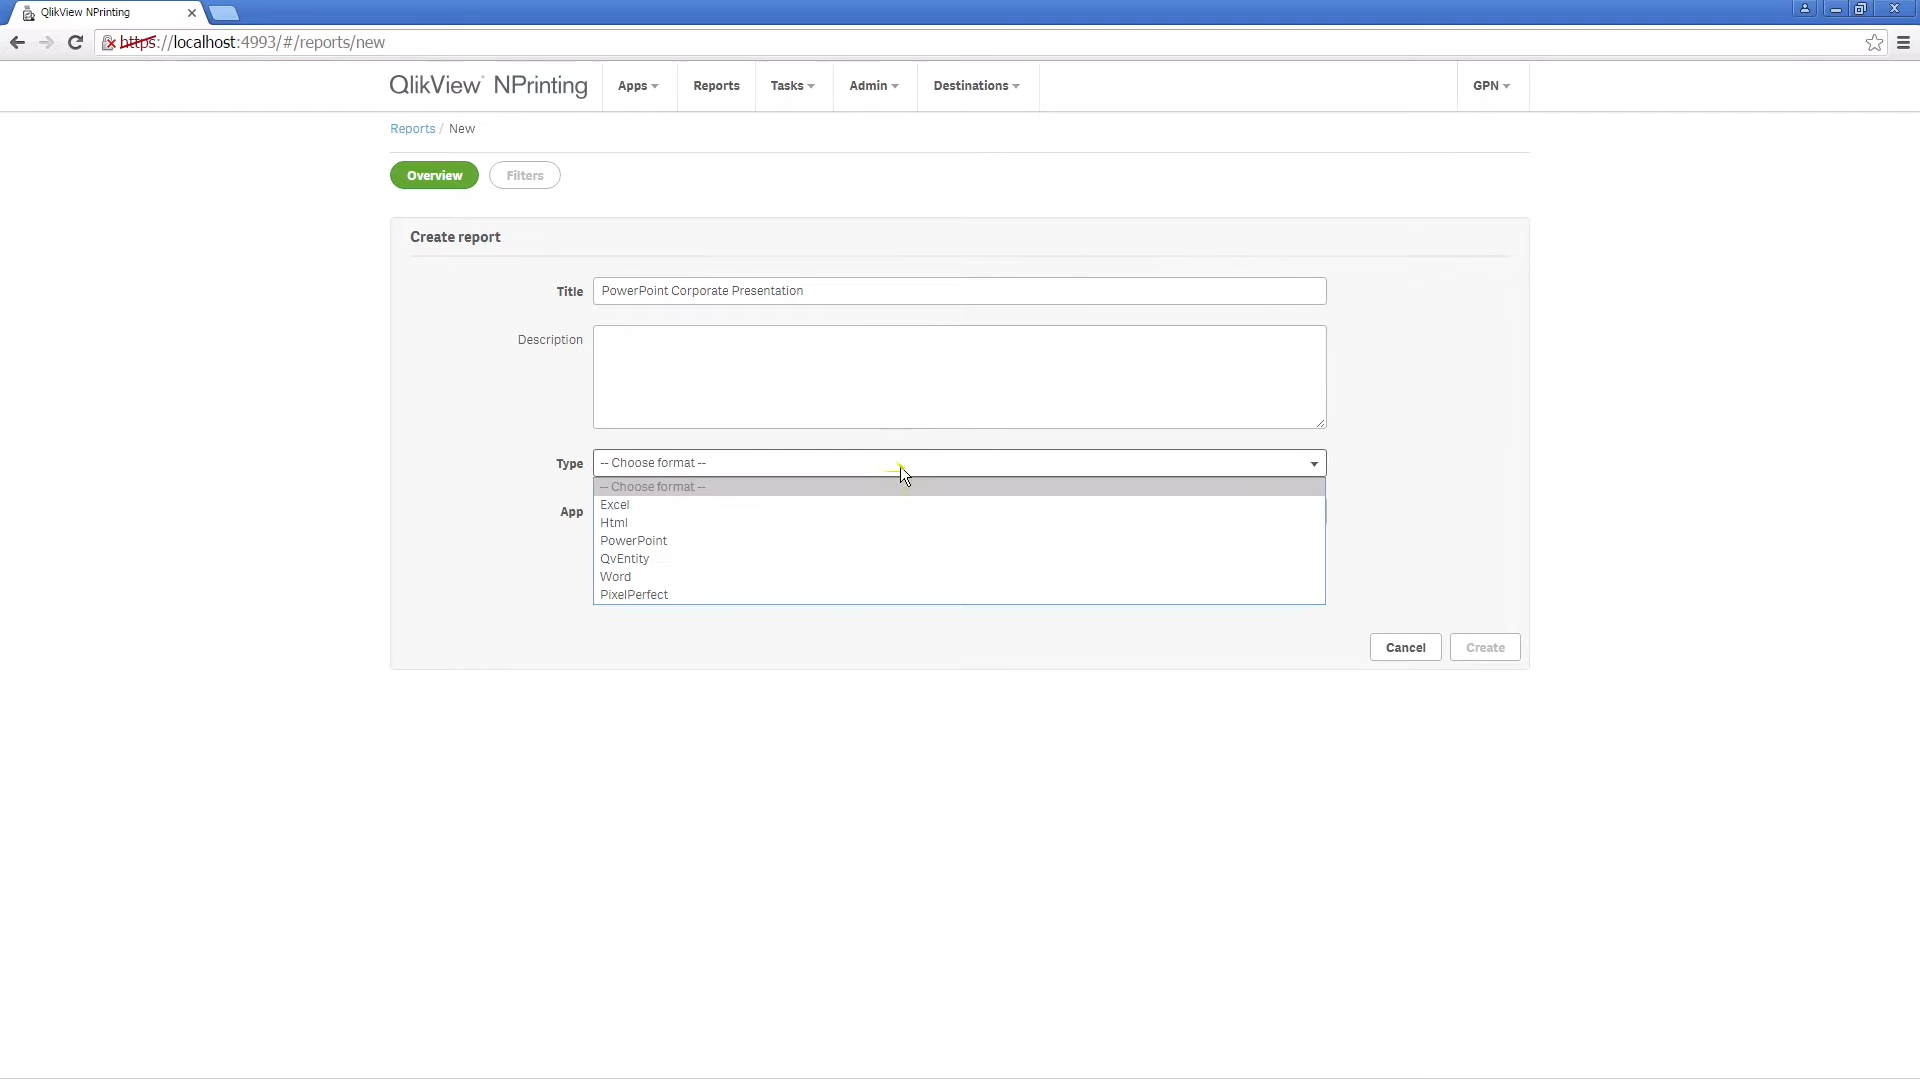 QlikView NPrinting
https://localhost:4993/#/reports/new
QlikView NPrinting
Apps
Reports
Tasks
Admin
Destinations
GPN
Reports / New
Overview
Filters
Create report
Title
PowerPoint Corporate Presentation
Description
Type
-- Choose format --
-- Choose format --
Excel
App
Html
PowerPoint
QvEntity
Word
PixelPerfect
Cancel
Create